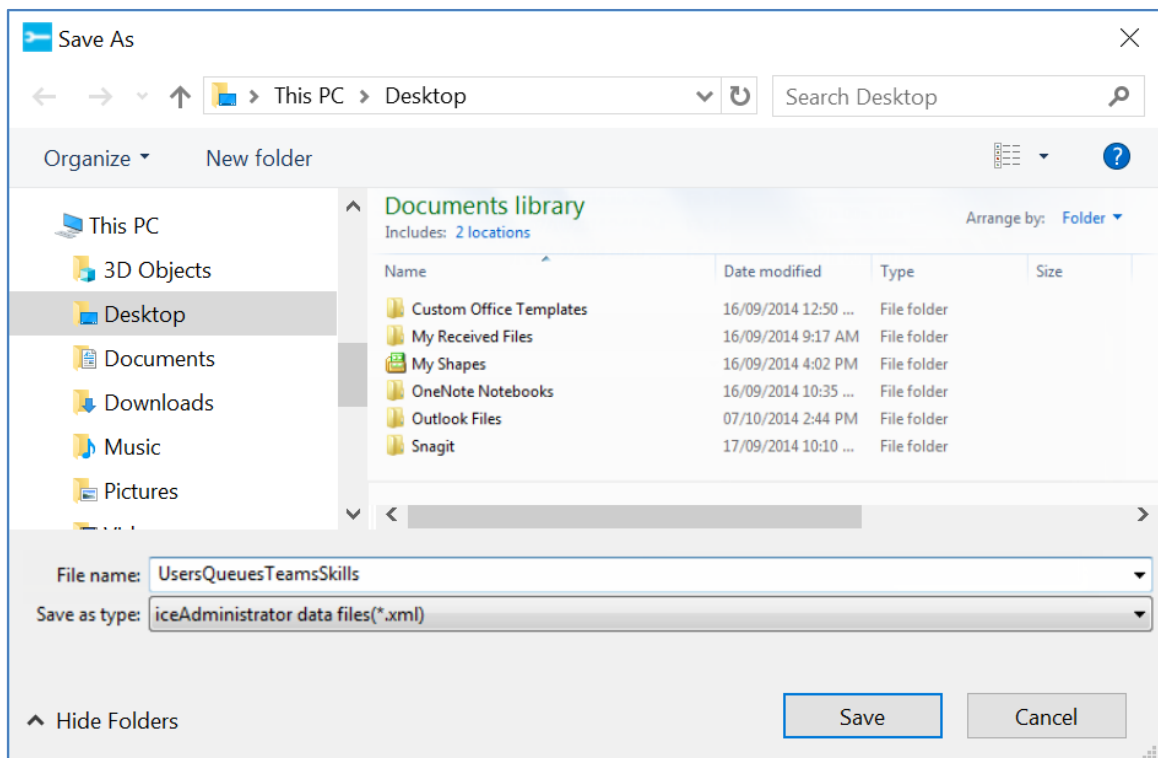 Save As
This PC > Desktop
Search Desktop
Organize
New folder
?
This PC
3D Objects
Desktop
Documents
Downloads
Music
Pictures
Documents library
Includes: 2 locations
Arrange by: Folder
Name Date modified Type Size
Custom Office Templates 16/09/2014 12:50 ... File folder
My Received Files 16/09/2014 9:17 AM File folder
My Shapes 16/09/2014 4:02 PM File folder
OneNote Notebooks 16/09/2014 10:35 ... File folder
Outlook Files 07/10/2014 2:44 PM File folder
Snagit 17/09/2014 10:10 ... File folder
File name: UsersQueuesTeamsSkills
Save as type: iceAdministrator data files(*.xml)
Hide Folders
Save
Cancel